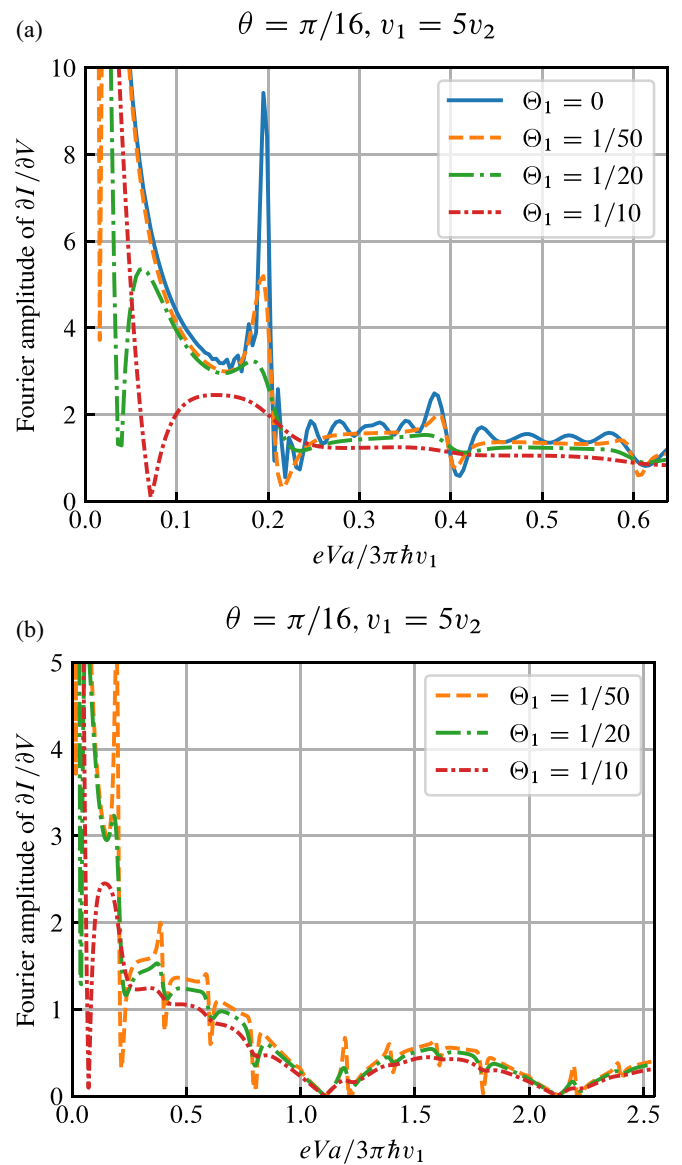 (a)
θ = π/16, v₁ = 5v₂
Fourier amplitude of ∂I/∂V
10
8
6
4
2
0
Θ₁ = 0
Θ₁ = 1/50
Θ₁ = 1/20
Θ₁ = 1/10
0.0 0.1 0.2 0.3 0.4 0.5 0.6
eVa/3πℏv₁
(b)
θ = π/16, v₁ = 5v₂
Fourier amplitude of ∂I/∂V
5
4
3
2
1
0
Θ₁ = 1/50
Θ₁ = 1/20
Θ₁ = 1/10
0.0 0.5 1.0 1.5 2.0 2.5
eVa/3πℏv₁